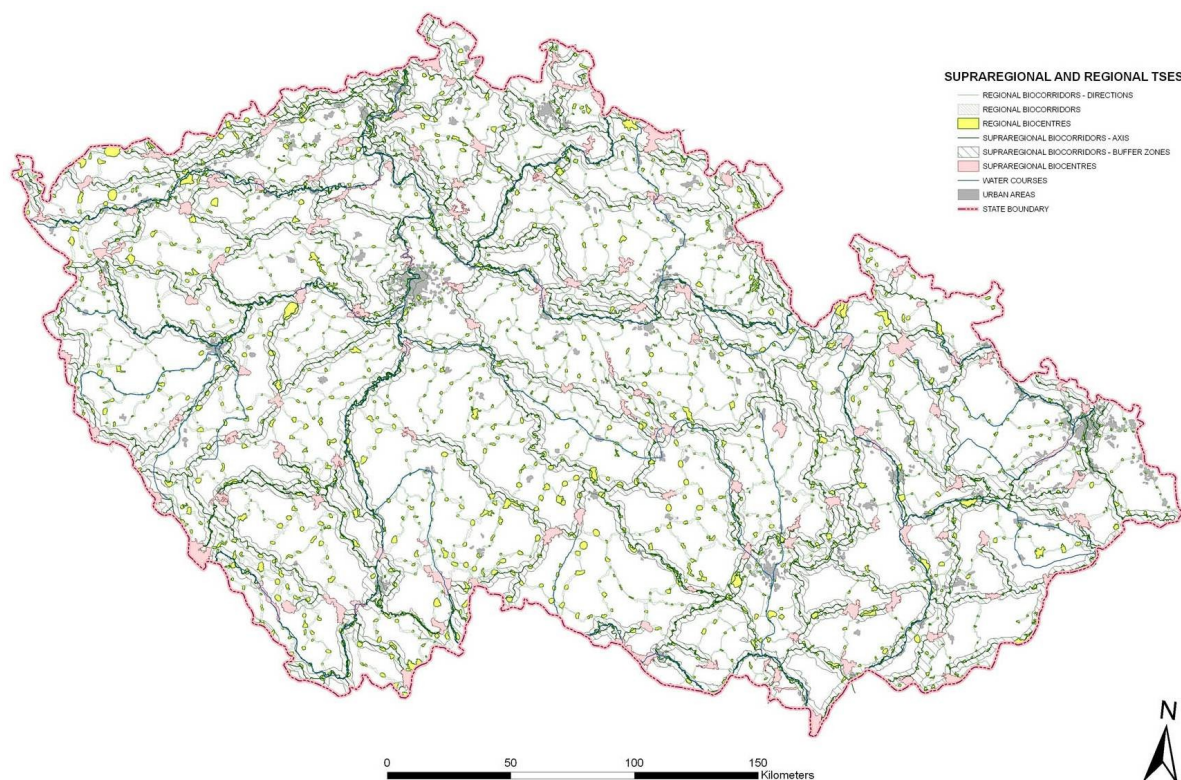 SUPRAREGIONAL AND REGIONAL TSES
REGIONAL BIOCORRIDORS - DIRECTIONS
REGIONAL BIOCORRIDORS
REGIONAL BIOCENTRES
SUPRAREGIONAL BIOCORRIDORS - AXIS
SUPRAREGIONAL BIOCORRIDORS - BUFFER ZONES
SUPRAREGIONAL BIOCENTRES
WATER COURSES
URBAN AREAS
STATE BOUNDARY
N
0 50 100 150
Kilometers